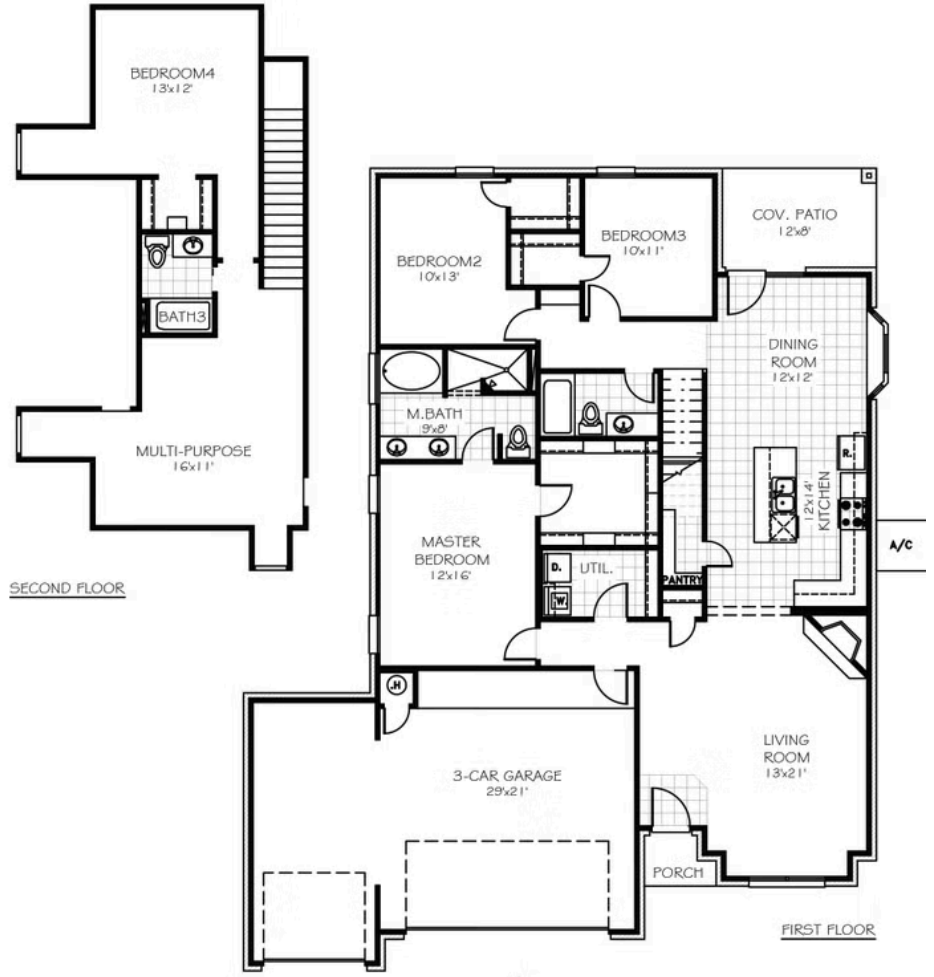 BEDROOM4
13'x12'
BATH3
MULTI-PURPOSE
16'x11'
SECOND FLOOR
COV. PATIO
12'x8'
BEDROOM3
10'x11'
BEDROOM2
10'x13'
DINING
ROOM
12'x12'
M.BATH
9'x8'
R.
KITCHEN
12'x14'
A/C
MASTER
BEDROOM
12'x16'
D.
UTIL.
W.
PANTRY
.H.
LIVING
ROOM
13'x21'
3-CAR GARAGE
29'x21'
PORCH
FIRST FLOOR